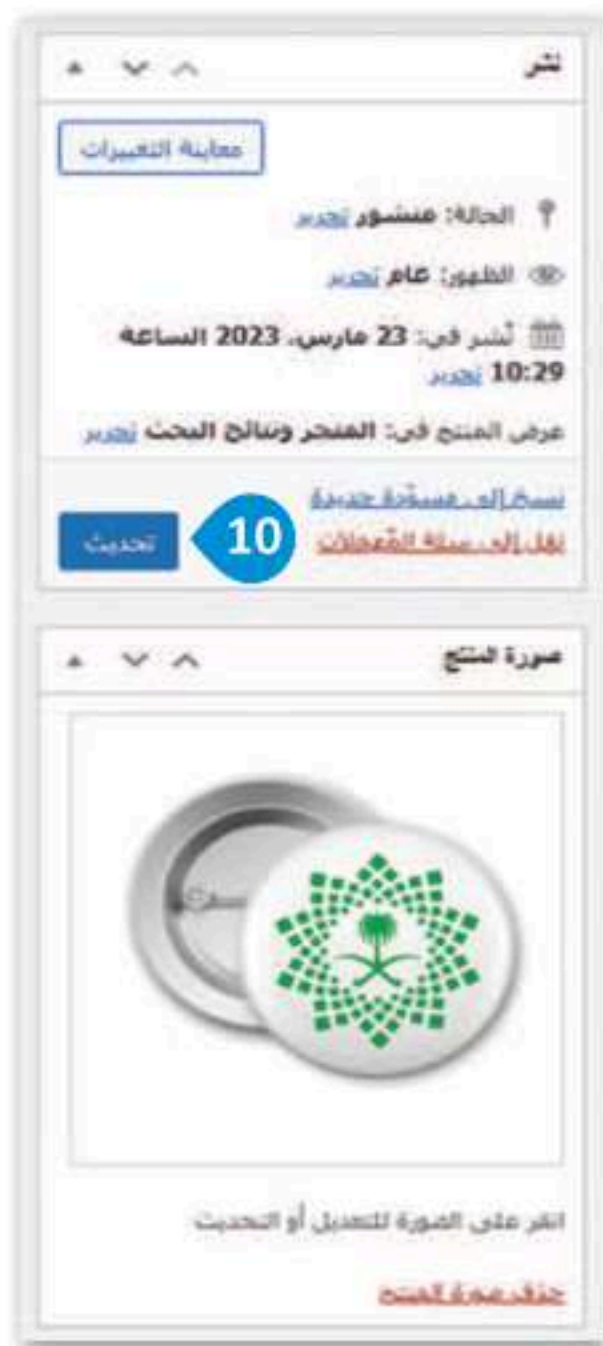 نشر
معاينة التغييرات
الحالة: منشور تحرير
الظهور: عام تحرير
نُشر في: 23 مارس، 2023 الساعة
10:29 تحرير
عرض المنتج في: المتجر ونتائج البحث تحرير
نسخ إلى مسودة جديدة
نقل إلى سلة المُهملات
10
تحديث
صورة المنتج
انقر على الصورة للتعديل أو التحديث
حذف صورة المنتج